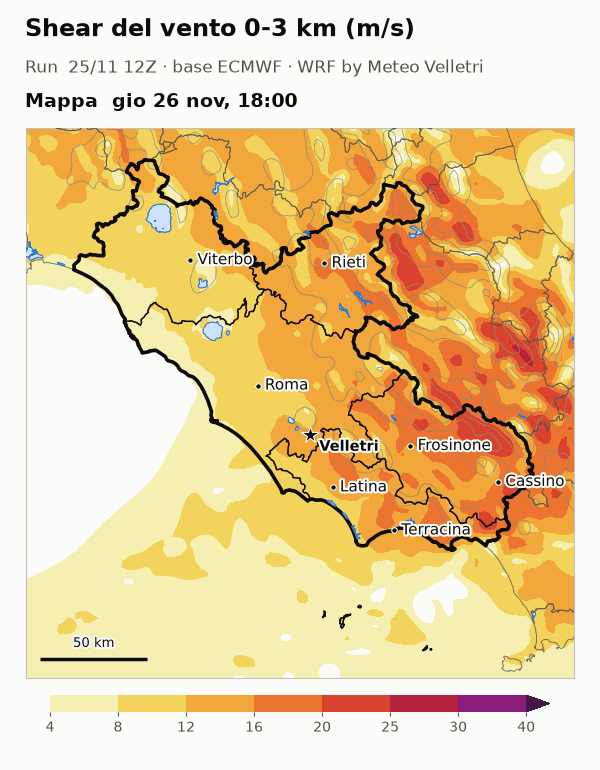 Shear del vento 0-3 km (m/s)
Run 25/11 12Z · base ECMWF · WRF by Meteo Velletri
Mappa gio 26 nov, 18:00
Viterbo
Rieti
Roma
Velletri
Frosinone
Latina
Cassino
Terracina
50 km
4 8 12 16 20 25 30 40